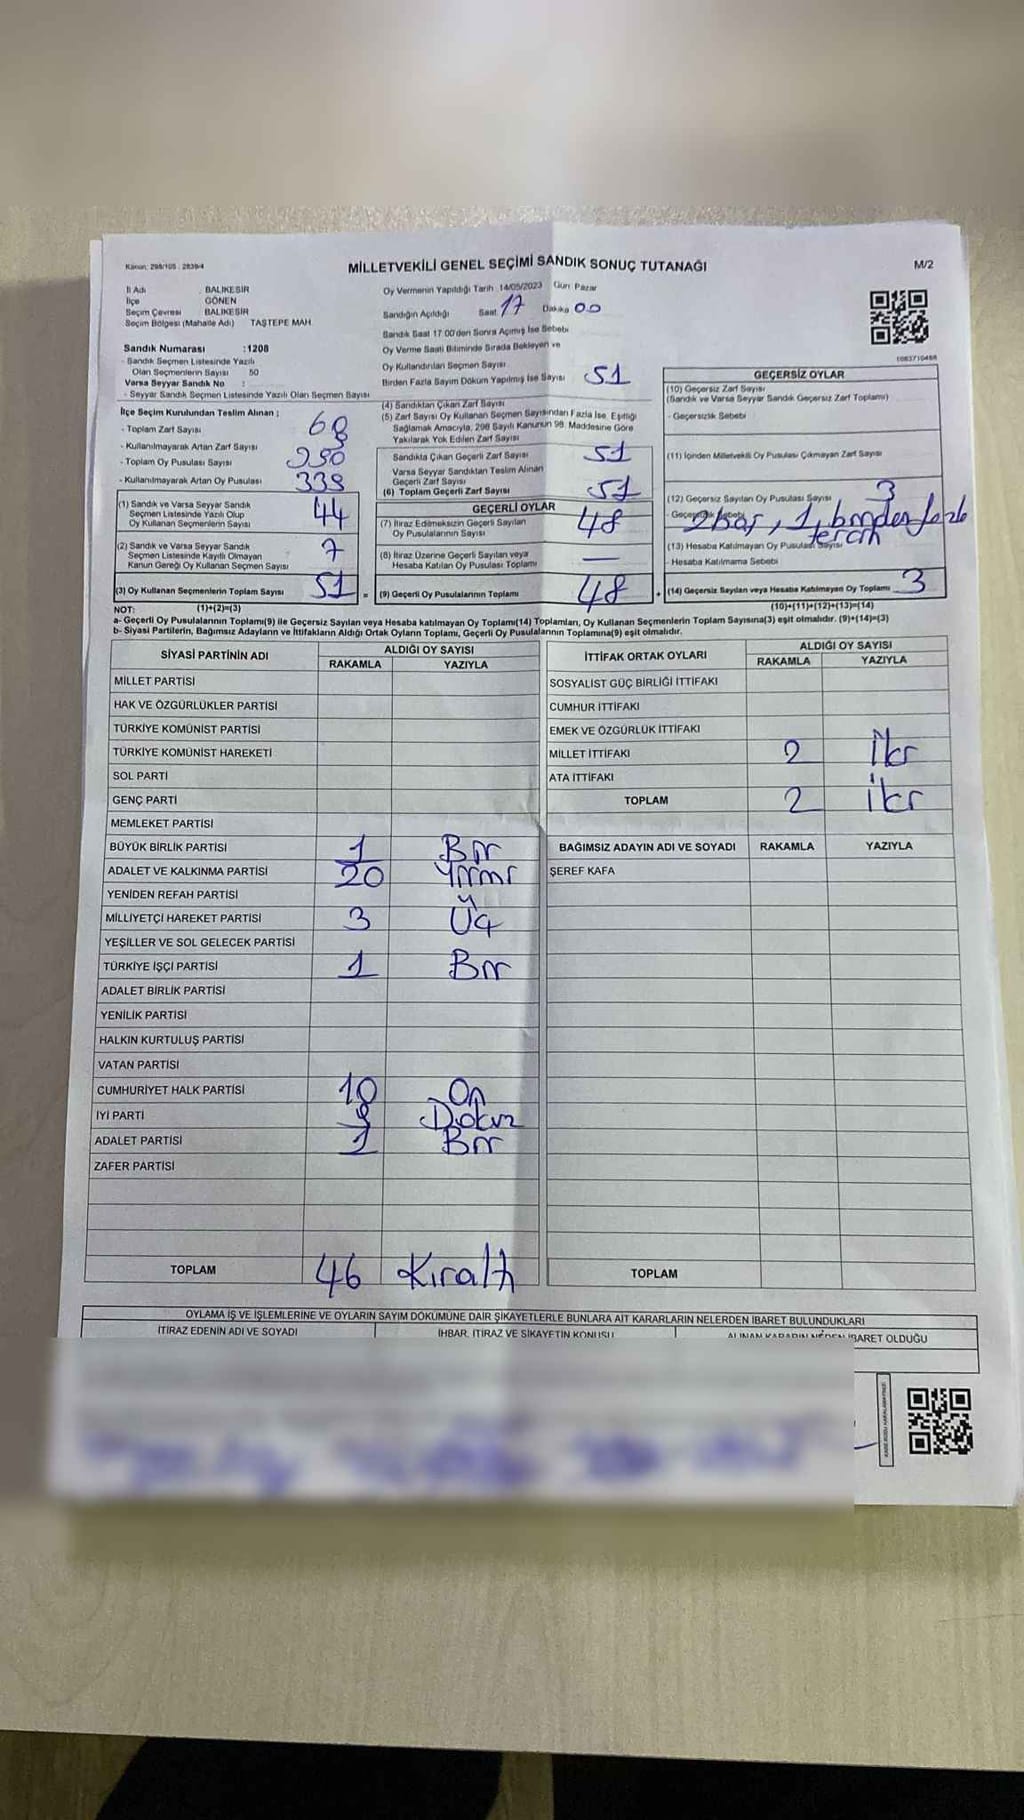 Kanun: 298/105 : 2839/4
MİLLETVEKİLİ GENEL SEÇİMİ SANDIK SONUÇ TUTANAĞI
M/2
İl Adı : BALIKESİR
İlçe : GÖNEN
Seçim Çevresi : BALIKESİR
Seçim Bölgesi (Mahalle Adı) : TAŞTEPE MAH.
Sandık Numarası :1208
- Sandık Seçmen Listesinde Yazılı
Olan Seçmenlerin Sayısı : 50
Varsa Seyyar Sandık No :
- Seyyar Sandık Seçmen Listesinde Yazılı Olan Seçmen Sayısı
Oy Vermenin Yapıldığı Tarih : 14/05/2023 Gün: Pazar
Sandığın Açıldığı Saat 17 Dakika 00
Sandık Saat 17.00'den Sonra Açılmış İse Sebebi
Oy Verme Saati Bitiminde Sırada Bekleyen ve
Oy Kullandırılan Seçmen Sayısı
Birden Fazla Sayım Döküm Yapılmış İse Sayısı
İlçe Seçim Kurulundan Teslim Alınan ;
- Toplam Zarf Sayısı
- Kullanılmayarak Artan Zarf Sayısı
- Toplam Oy Pusulası Sayısı
- Kullanılmayarak Artan Oy Pusulası 339
(4) Sandıktan Çıkan Zarf Sayısı 51
(5) Zarf Sayısı Oy Kullanan Seçmen Sayısından Fazla İse, Eşitliği
Sağlamak Amacıyla, 298 Sayılı Kanunun 98. Maddesine Göre
Yakılarak Yok Edilen Zarf Sayısı
Sandıkta Çıkan Geçerli Zarf Sayısı 51
Varsa Seyyar Sandıktan Teslim Alınan
Geçerli Zarf Sayısı
(6) Toplam Geçerli Zarf Sayısı 51
GEÇERSİZ OYLAR
(10) Geçersiz Zarf Sayısı
(Sandık ve Varsa Seyyar Sandık Geçersiz Zarf Toplamı)
- Geçersizlik Sebebi
(11) İçinden Milletvekili Oy Pusulası Çıkmayan Zarf Sayısı
(12) Geçersiz Sayılan Oy Pusulası Sayısı 3
- Geçersizlik Sebebi 2 boş, 1, birden fazla
tercih
(13) Hesaba Katılmayan Oy Pusulası Sayısı
- Hesaba Katılmama Sebebi
(14) Geçersiz Sayılan veya Hesaba Katılmayan Oy Toplamı 3
(10)+(11)+(12)+(13)=(14)
(1) Sandık ve Varsa Seyyar Sandık
Seçmen Listesinde Yazılı Olup
Oy Kullanan Seçmenlerin Sayısı 44
(2) Sandık ve Varsa Seyyar Sandık
Seçmen Listesinde Kayıtlı Olmayan
Kanun Gereği Oy Kullanan Seçmen Sayısı 7
(3) Oy Kullanan Seçmenlerin Toplam Sayısı 51 =
GEÇERLİ OYLAR
(7) İtiraz Edilmeksizin Geçerli Sayılan
Oy Pusulalarının Sayısı 48
(8) İtiraz Üzerine Geçerli Sayılan veya
Hesaba Katılan Oy Pusulası Toplamı —
(9) Geçerli Oy Pusulalarının Toplamı 48 +
NOT: (1)+(2)=(3)
a- Geçerli Oy Pusulalarının Toplamı(9) ile Geçersiz Sayılan veya Hesaba katılmayan Oy Toplamı(14) Toplamları, Oy Kullanan Seçmenlerin Toplam Sayısına(3) eşit olmalıdır. (9)+(14)=(3)
b- Siyasi Partilerin, Bağımsız Adayların ve İttifakların Aldığı Ortak Oyların Toplamı, Geçerli Oy Pusulalarının Toplamına(9) eşit olmalıdır.
SİYASİ PARTİNİN ADI ALDIĞI OY SAYISI
RAKAMLA YAZIYLA
MİLLET PARTİSİ
HAK VE ÖZGÜRLÜKLER PARTİSİ
TÜRKİYE KOMÜNİST PARTİSİ
TÜRKİYE KOMÜNİST HAREKETİ
SOL PARTİ
GENÇ PARTİ
MEMLEKET PARTİSİ
BÜYÜK BİRLİK PARTİSİ 1 Bir
ADALET VE KALKINMA PARTİSİ 20 Yirmi
YENİDEN REFAH PARTİSİ
MİLLİYETÇİ HAREKET PARTİSİ 3 Üç
YEŞİLLER VE SOL GELECEK PARTİSİ
TÜRKİYE İŞÇİ PARTİSİ 1 Bir
ADALET BİRLİK PARTİSİ
YENİLİK PARTİSİ
HALKIN KURTULUŞ PARTİSİ
VATAN PARTİSİ
CUMHURİYET HALK PARTİSİ 10 On
İYİ PARTİ 9 Dokuz
ADALET PARTİSİ 1 Bir
ZAFER PARTİSİ
TOPLAM 46 Kıraltı
İTTİFAK ORTAK OYLARI ALDIĞI OY SAYISI
RAKAMLA YAZIYLA
SOSYALİST GÜÇ BİRLİĞİ İTTİFAKI
CUMHUR İTTİFAKI
EMEK VE ÖZGÜRLÜK İTTİFAKI
MİLLET İTTİFAKI 2 İki
ATA İTTİFAKI
TOPLAM 2 İki
BAĞIMSIZ ADAYIN ADI VE SOYADI RAKAMLA YAZIYLA
ŞEREF KAFA
TOPLAM
OYLAMA İŞ VE İŞLEMLERİNE VE OYLARIN SAYIM DÖKÜMÜNE DAİR ŞİKAYETLERLE BUNLARA AİT KARARLARIN NELERDEN İBARET BULUNDUKLARI
İTİRAZ EDENİN ADI VE SOYADI İHBAR, İTİRAZ VE ŞİKAYETİN KONUSU ALINAN KARARIN NEDEN İBARET OLDUĞU